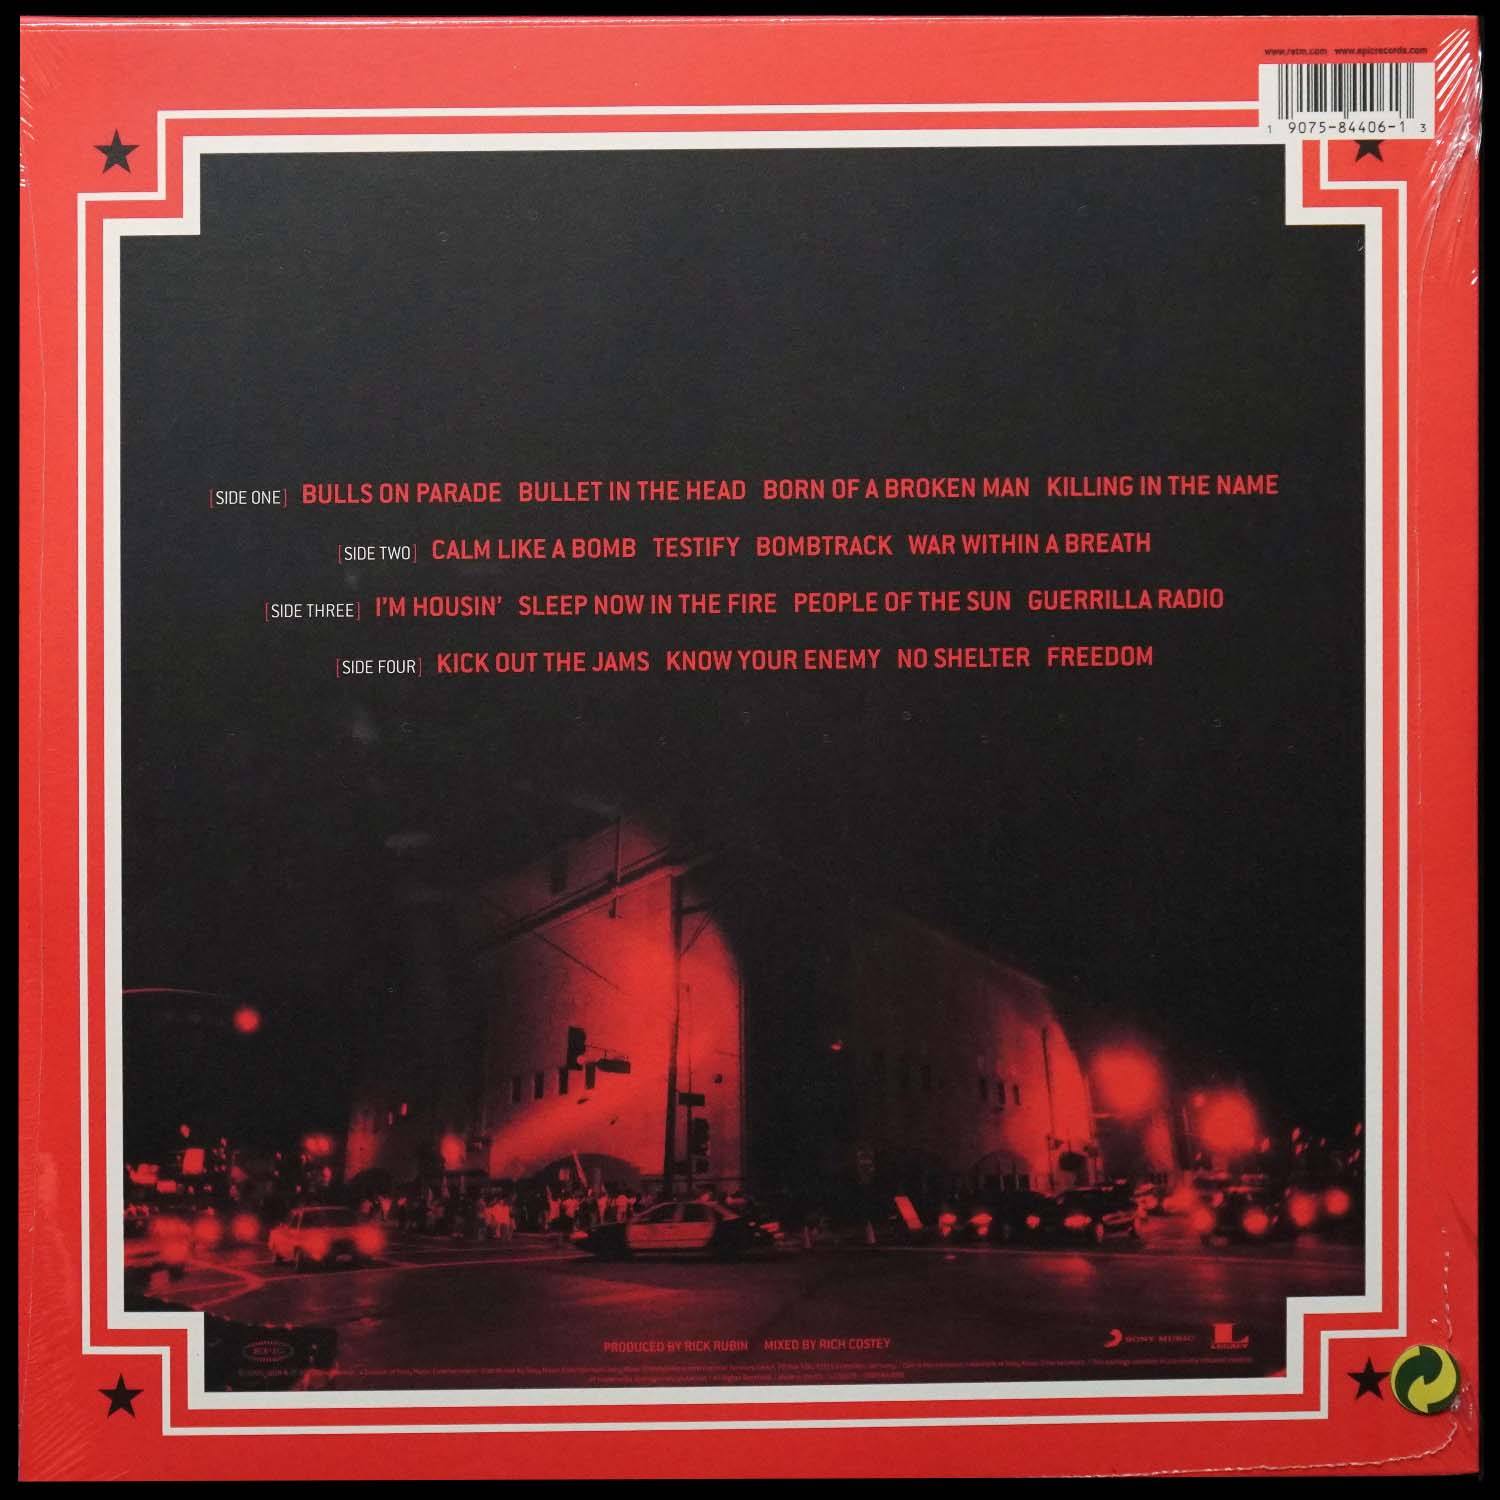 www.ratm.com www.epicrecords.com
1 9075-84406-1 3
[SIDE ONE] BULLS ON PARADE BULLET IN THE HEAD BORN OF A BROKEN MAN KILLING IN THE NAME
[SIDE TWO] CALM LIKE A BOMB TESTIFY BOMBTRACK WAR WITHIN A BREATH
[SIDE THREE] I'M HOUSIN' SLEEP NOW IN THE FIRE PEOPLE OF THE SUN GUERRILLA RADIO
[SIDE FOUR] KICK OUT THE JAMS KNOW YOUR ENEMY NO SHELTER FREEDOM
PRODUCED BY RICK RUBIN MIXED BY RICH COSTEY
EPIC
SONY MUSIC
LEGACY